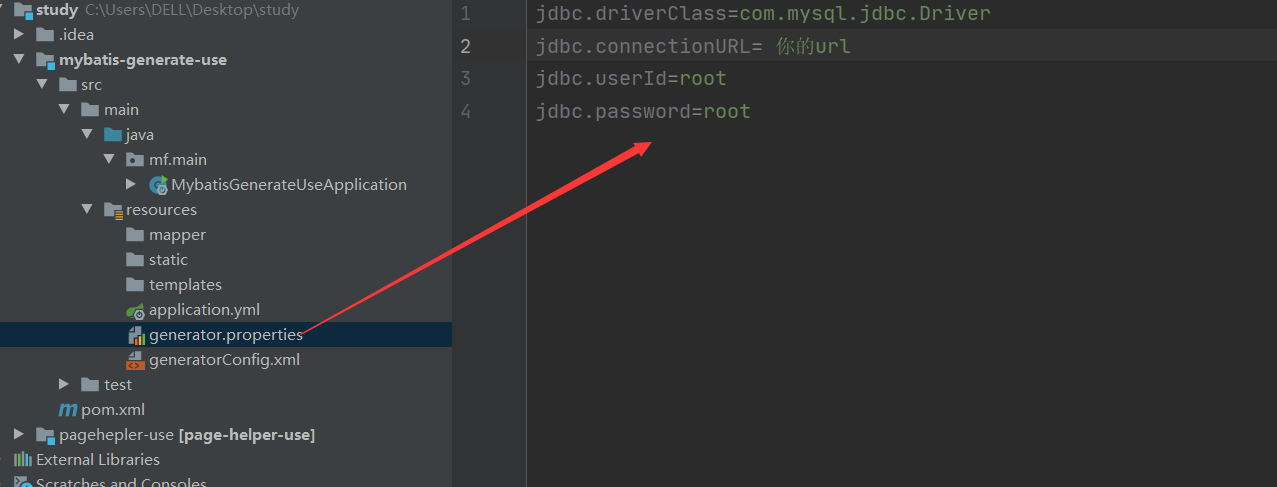 study C:\Users\DELL\Desktop\study
.idea
mybatis-generate-use
src
main
java
mf.main
MybatisGenerateUseApplication
resources
mapper
static
templates
application.yml
generator.properties
generatorConfig.xml
test
pom.xml
pagehepler-use [page-helper-use]
External Libraries
Scratches and Consoles
1 jdbc.driverClass=com.mysql.jdbc.Driver
2 jdbc.connectionURL= 你的url
3 jdbc.userId=root
4 jdbc.password=root